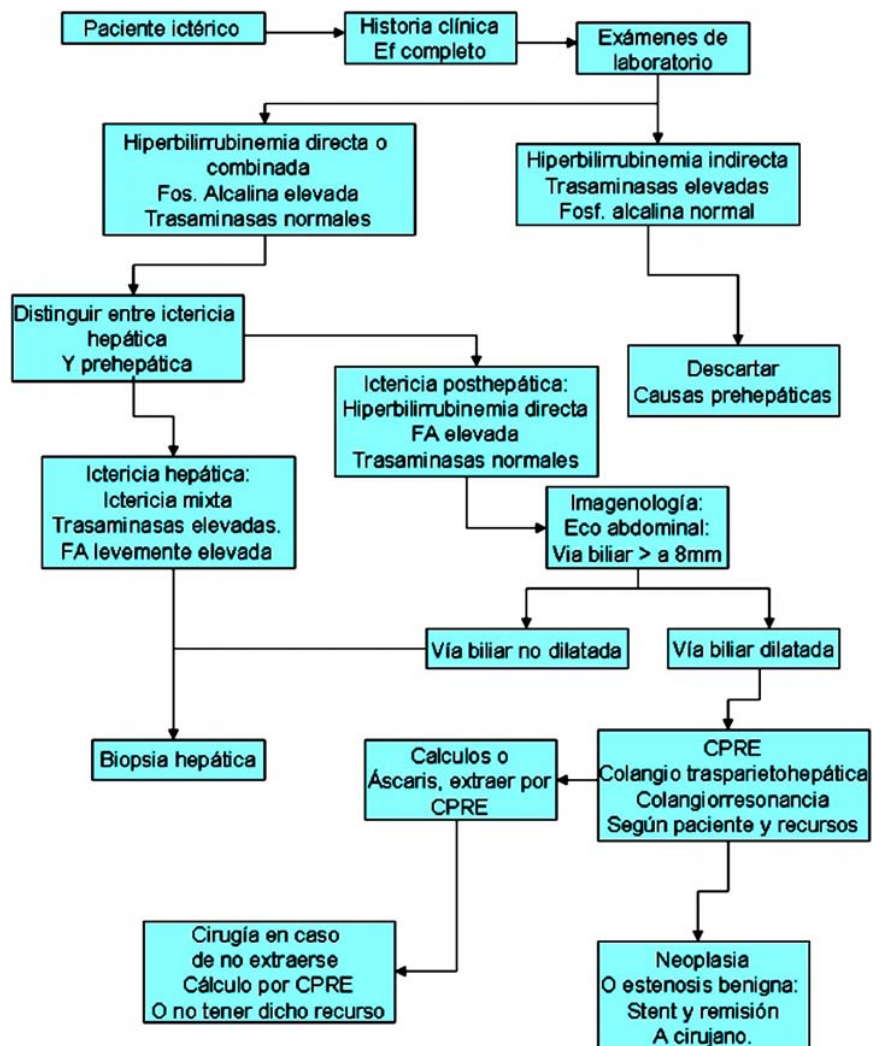 Paciente ictérico
Historia clínica
Ef completo
Exámenes de
laboratorio
Hiperbilirrubinemia directa o
combinada
Fos. Alcalina elevada
Trasaminasas normales
Hiperbilirrubinemia indirecta
Trasaminasas elevadas
Fosf. alcalina normal
Distinguir entre ictericia
hepática
Y prehepática
Descartar
Causas prehepáticas
Ictericia posthepática:
Hiperbilirrubinemia directa
FA elevada
Trasaminasas normales
Ictericia hepática:
Ictericia mixta
Trasaminasas elevadas.
FA levemente elevada
Imagenología:
Eco abdominal:
Via biliar > a 8mm
Vía biliar no dilatada
Vía biliar dilatada
Biopsia hepática
Calculos o
Áscaris, extraer por
CPRE
CPRE
Colangio trasparietohepática
Colangiorresonancia
Según paciente y recursos
Cirugía en caso
de no extraerse
Cálculo por CPRE
O no tener dicho recurso
Neoplasia
O estenosis benigna:
Stent y remisión
A cirujano.